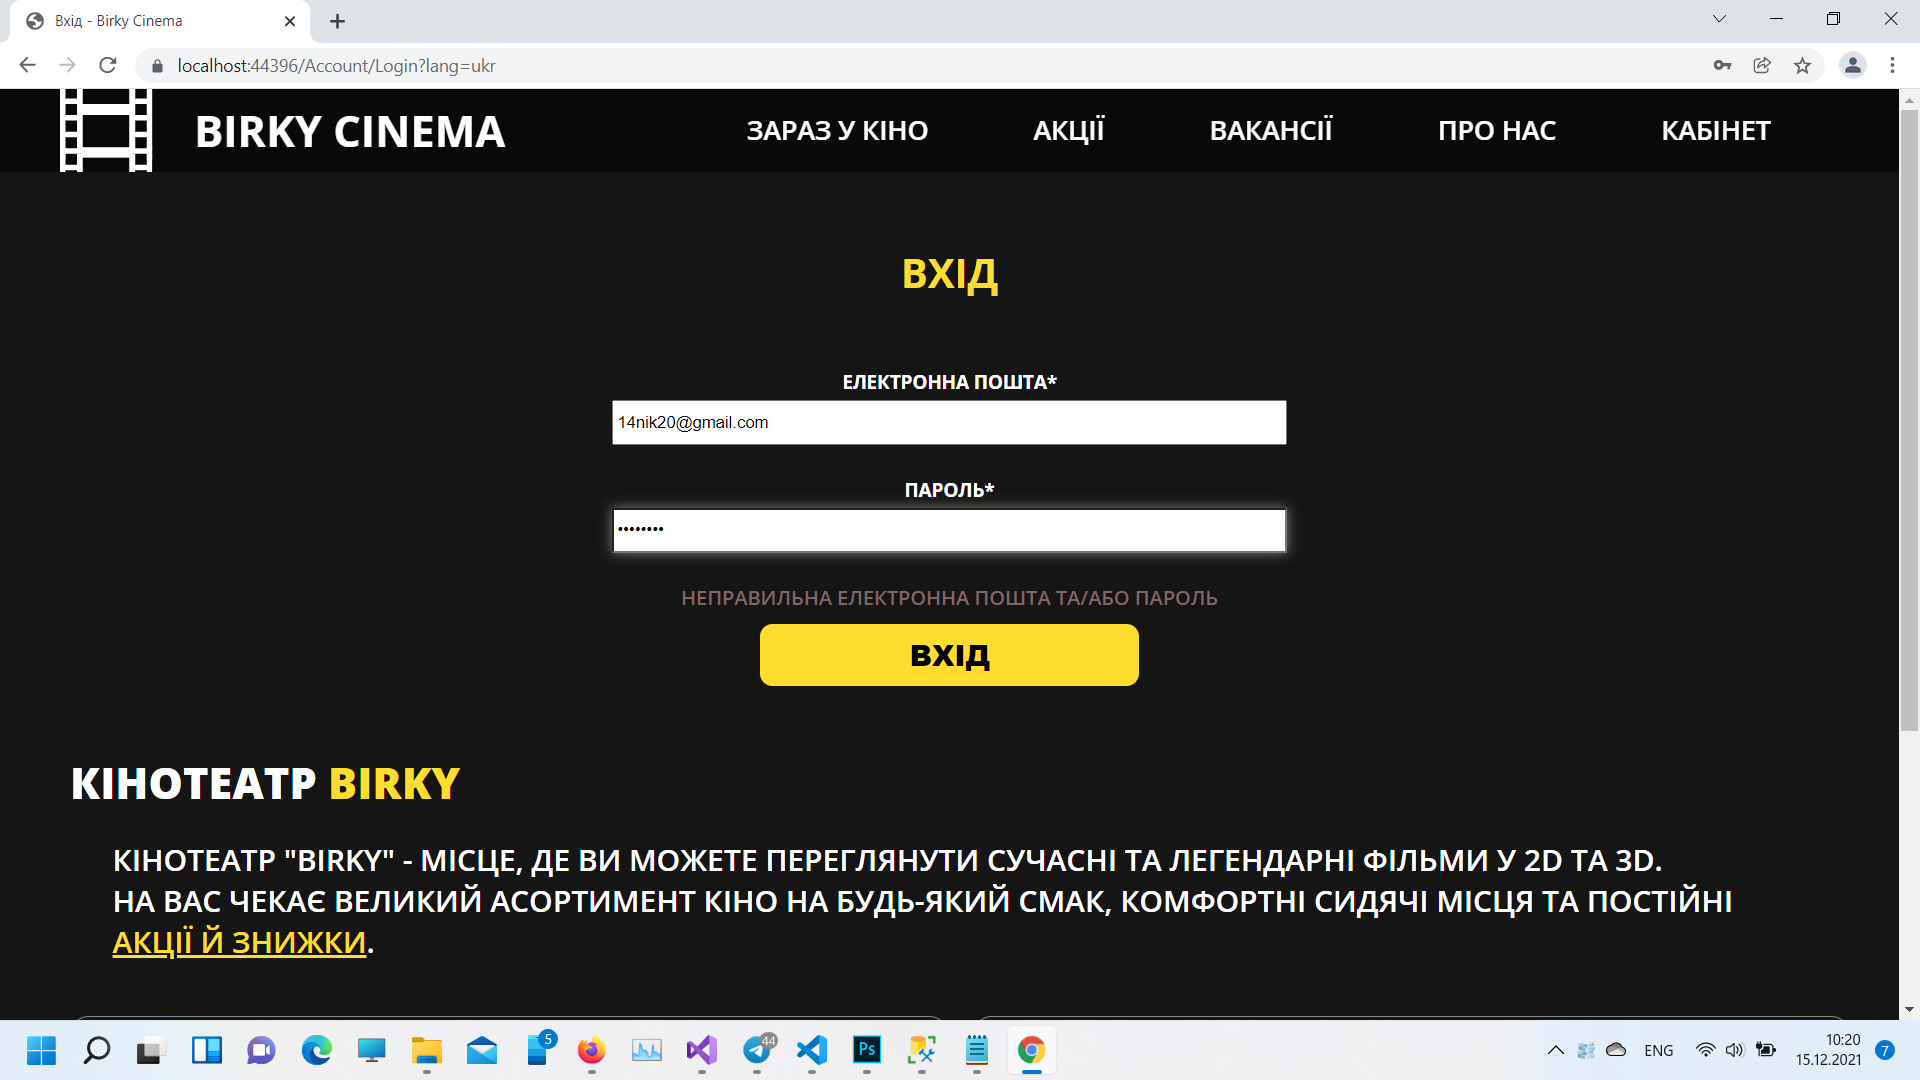 Вхід - Birky Cinema
localhost:44396/Account/Login?lang=ukr
BIRKY CINEMA
ЗАРАЗ У КІНО
АКЦІЇ
ВАКАНСІЇ
ПРО НАС
КАБІНЕТ
ВХІД
ЕЛЕКТРОННА ПОШТА*
14nik20@gmail.com
ПАРОЛЬ*
••••••••
НЕПРАВИЛЬНА ЕЛЕКТРОННА ПОШТА ТА/АБО ПАРОЛЬ
ВХІД
КІНОТЕАТР BIRKY
КІНОТЕАТР "BIRKY" - МІСЦЕ, ДЕ ВИ МОЖЕТЕ ПЕРЕГЛЯНУТИ СУЧАСНІ ТА ЛЕГЕНДАРНІ ФІЛЬМИ У 2D ТА 3D.
НА ВАС ЧЕКАЄ ВЕЛИКИЙ АСОРТИМЕНТ КІНО НА БУДЬ-ЯКИЙ СМАК, КОМФОРТНІ СИДЯЧІ МІСЦЯ ТА ПОСТІЙНІ
АКЦІЇ Й ЗНИЖКИ.
5
44
Ps
ENG
10:20
15.12.2021
7